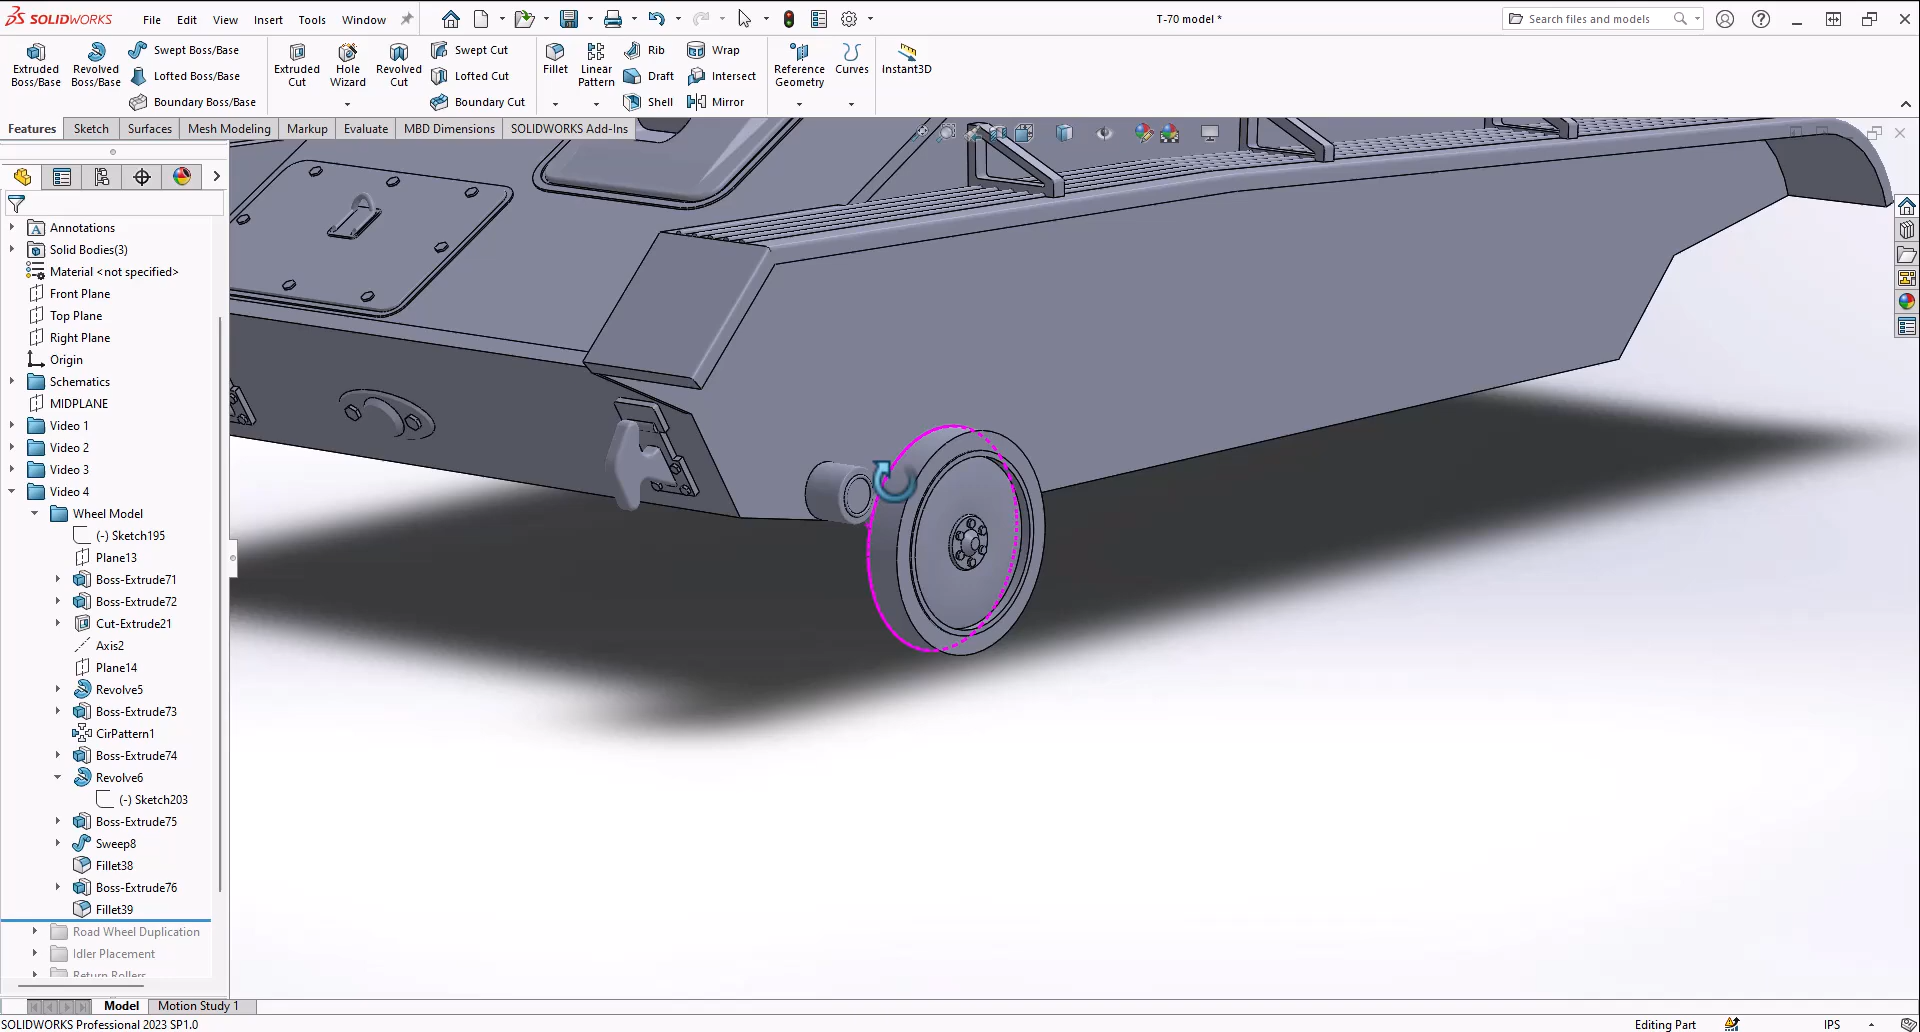 SOLIDWORKS File Edit View Insert Tools Window T-70 model * Search files and models
Extruded Boss/Base
Revolved Boss/Base
Swept Boss/Base
Lofted Boss/Base
Boundary Boss/Base
Extruded Cut
Hole Wizard
Revolved Cut
Swept Cut
Lofted Cut
Boundary Cut
Fillet
Linear Pattern
Rib
Draft
Shell
Wrap
Intersect
Mirror
Reference Geometry
Curves
Instant3D
Features Sketch Surfaces Mesh Modeling Markup Evaluate MBD Dimensions SOLIDWORKS Add-Ins
Annotations
Solid Bodies(3)
Material <not specified>
Front Plane
Top Plane
Right Plane
Origin
Schematics
MIDPLANE
Video 1
Video 2
Video 3
Video 4
Wheel Model
(-) Sketch195
Plane13
Boss-Extrude71
Boss-Extrude72
Cut-Extrude21
Axis2
Plane14
Revolve5
Boss-Extrude73
CirPattern1
Boss-Extrude74
Revolve6
(-) Sketch203
Boss-Extrude75
Sweep8
Fillet38
Boss-Extrude76
Fillet39
Road Wheel Duplication
Idler Placement
Return Rollers
Model Motion Study 1
SOLIDWORKS Professional 2023 SP1.0 Editing Part IPS